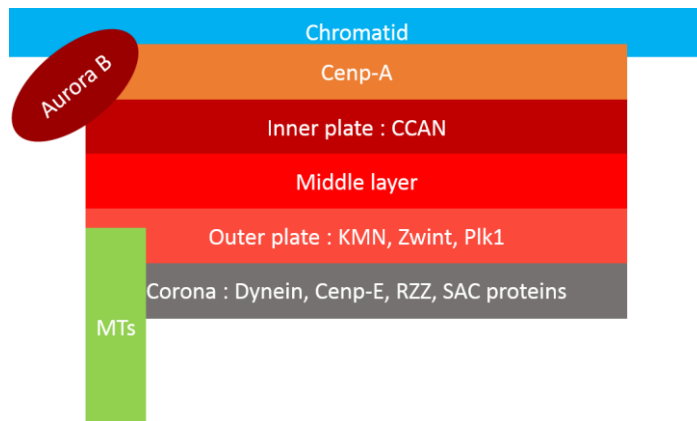 Chromatid
Aurora B
Cenp-A
Inner plate : CCAN
Middle layer
Outer plate : KMN, Zwint, Plk1
Corona : Dynein, Cenp-E, RZZ, SAC proteins
MTs